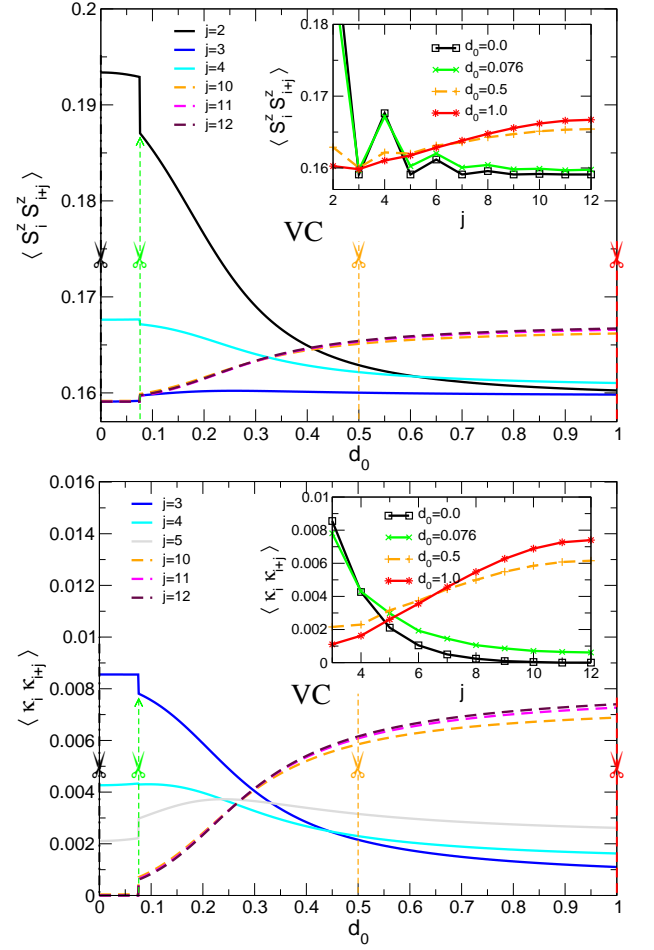 0.2
0.19
0.18
0.17
0.16
⟨ S_i^z S_{i+j}^z ⟩
j=2
j=3
j=4
j=10
j=11
j=12
0.18
0.17
0.165
0.16
⟨ S_i^z S_{i+j}^z ⟩
d_0=0.0
d_0=0.076
d_0=0.5
d_0=1.0
2 4 6 8 10 12
j
VC
0 0.1 0.2 0.3 0.4 0.5 0.6 0.7 0.8 0.9 1
d_0
0.016
0.014
0.012
0.01
0.008
0.006
0.004
0.002
0
⟨ κ_i κ_{i+j} ⟩
j=3
j=4
j=5
j=10
j=11
j=12
0.01
0.008
0.006
0.004
0.002
0
⟨ κ_i κ_{i+j} ⟩
d_0=0.0
d_0=0.076
d_0=0.5
d_0=1.0
4 6 8 10 12
j
VC
0 0.1 0.2 0.3 0.4 0.5 0.6 0.7 0.8 0.9 1
d_0